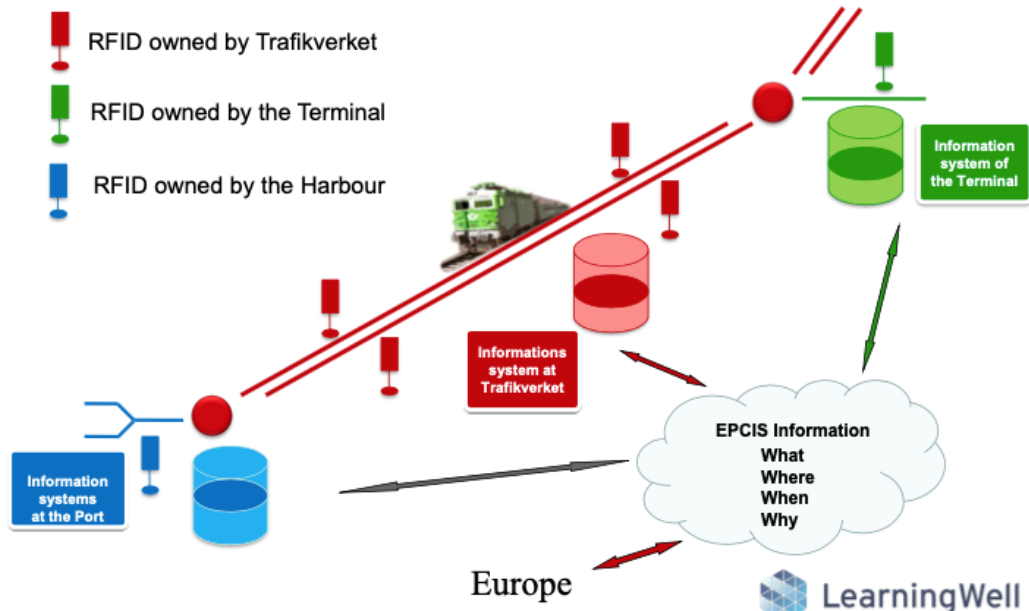 RFID owned by Trafikverket
RFID owned by the Terminal
RFID owned by the Harbour
Information
system of
the Terminal
Informations
system at
Trafikverket
EPCIS Information
What
Where
When
Why
Information
systems
at the Port
Europe
LearningWell